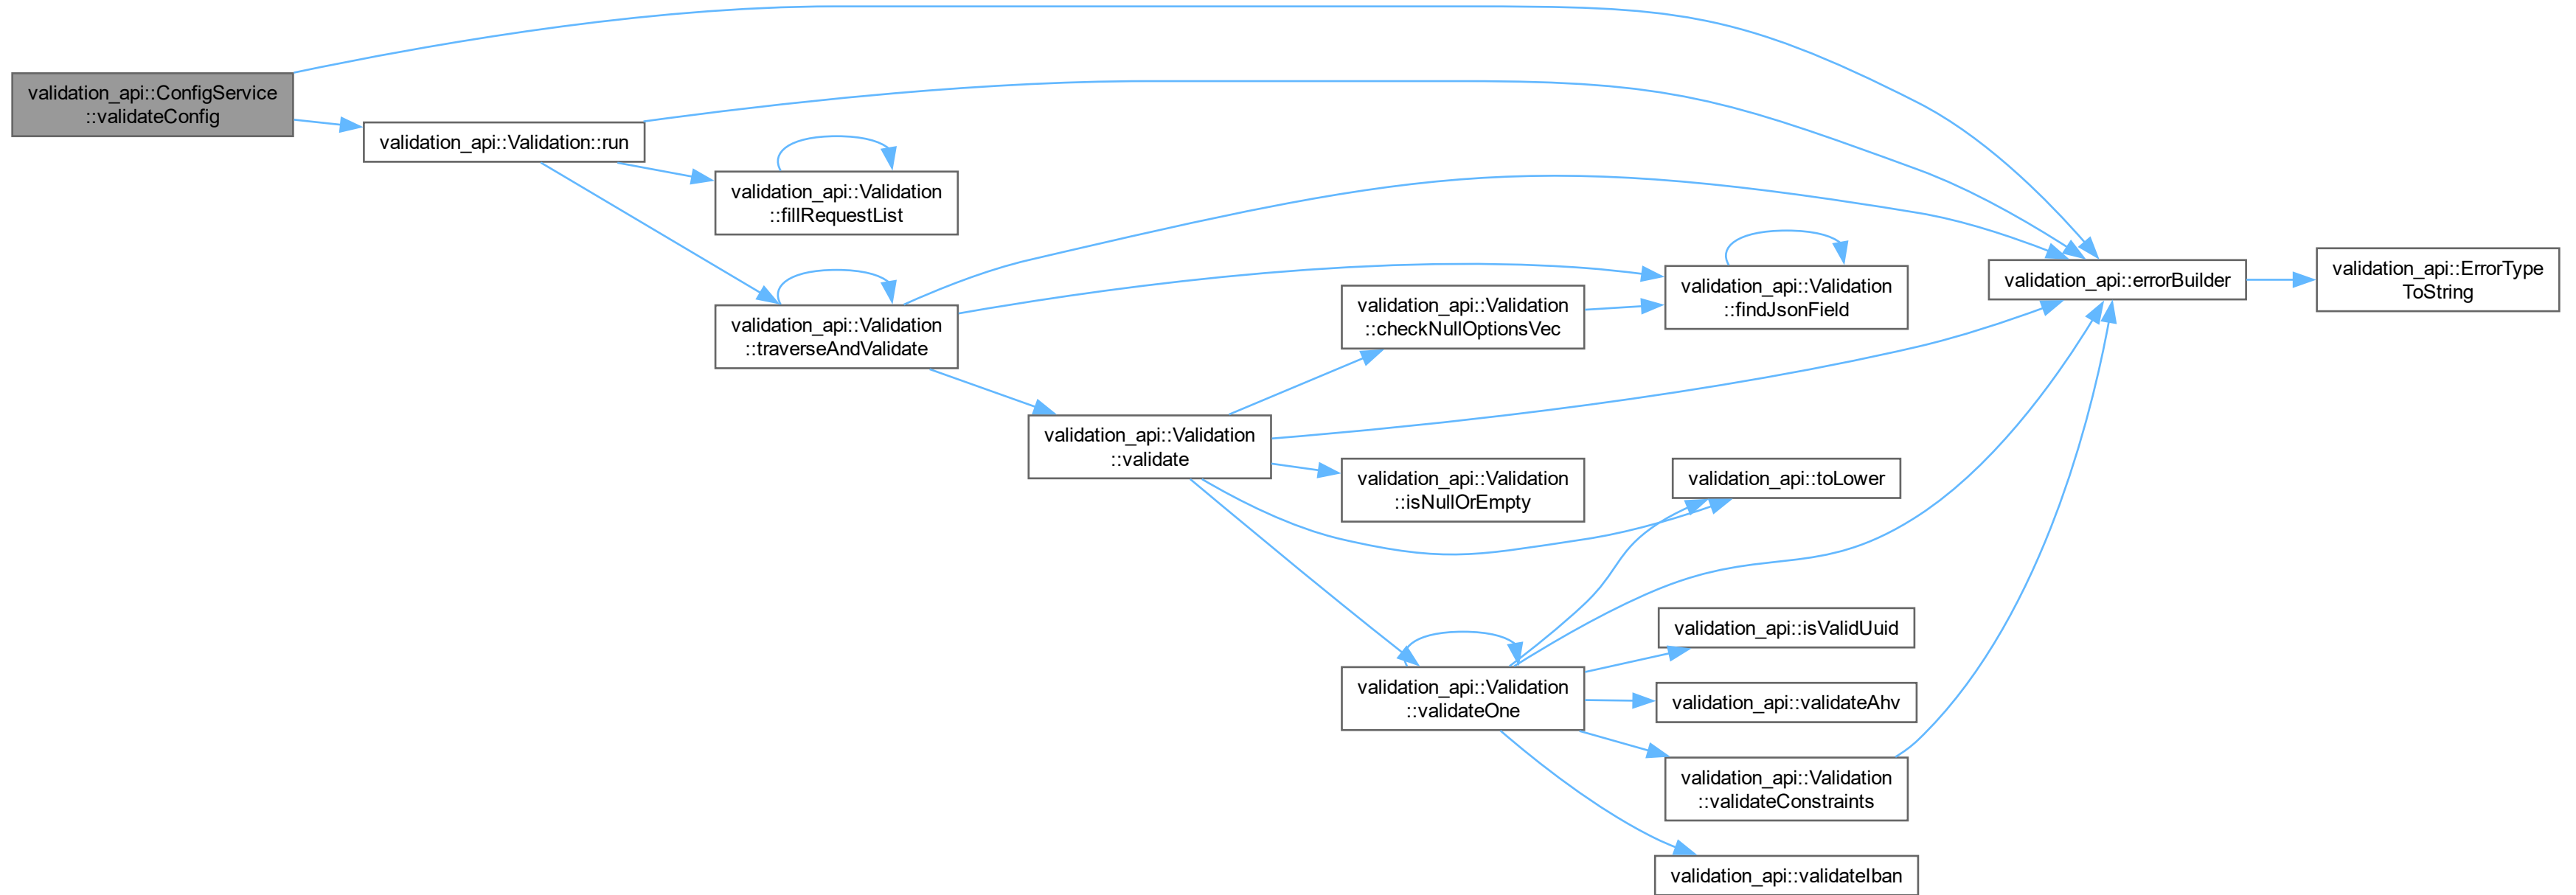 validation_api::ConfigService
::validateConfig
validation_api::Validation::run
validation_api::Validation
::fillRequestList
validation_api::Validation
::traverseAndValidate
validation_api::Validation
::validate
validation_api::Validation
::checkNullOptionsVec
validation_api::Validation
::findJsonField
validation_api::errorBuilder
validation_api::ErrorType
ToString
validation_api::Validation
::isNullOrEmpty
validation_api::toLower
validation_api::isValidUuid
validation_api::Validation
::validateOne
validation_api::validateAhv
validation_api::Validation
::validateConstraints
validation_api::validateIban